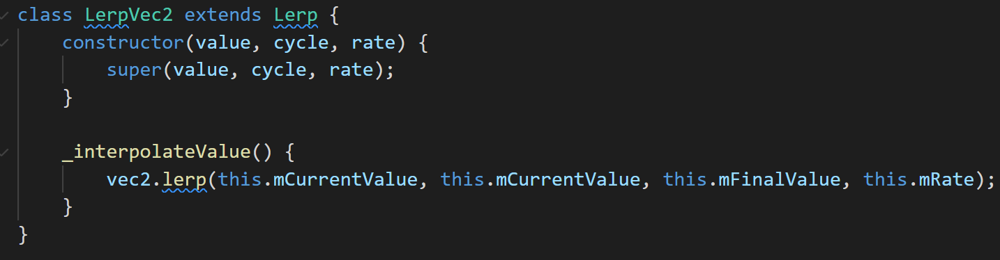 class LerpVec2 extends Lerp {
constructor(value, cycle, rate) {
super(value, cycle, rate);
}
_interpolateValue() {
vec2.lerp(this.mCurrentValue, this.mCurrentValue, this.mFinalValue, this.mRate);
}
}